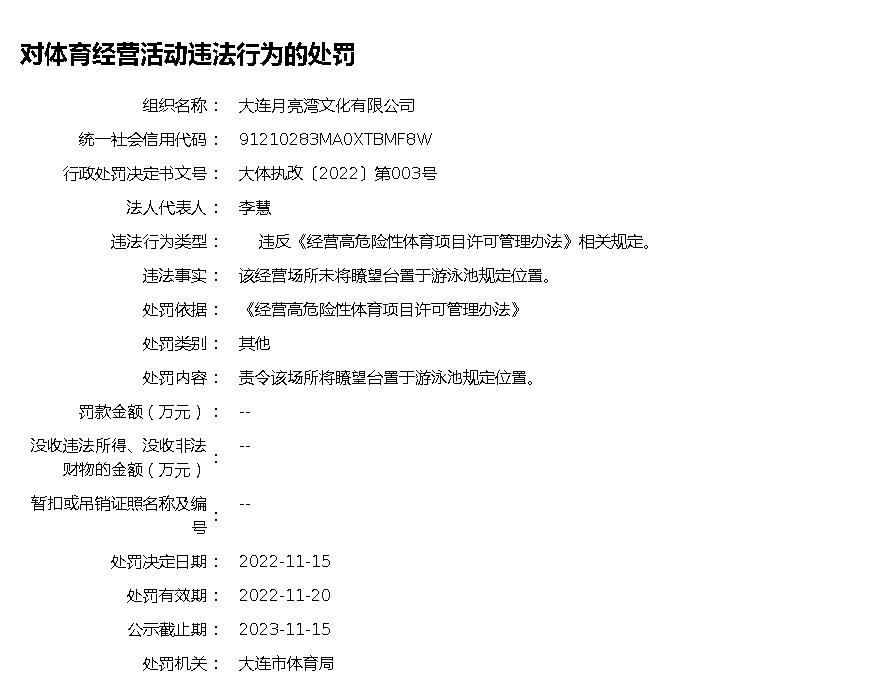 对体育经营活动违法行为的处罚
组织名称： 大连月亮湾文化有限公司
统一社会信用代码： 91210283MA0XTBMF8W
行政处罚决定书文号： 大体执改〔2022〕第003号
法人代表人： 李慧
违法行为类型： 违反《经营高危险性体育项目许可管理办法》相关规定。
违法事实： 该经营场所未将瞭望台置于游泳池规定位置。
处罚依据： 《经营高危险性体育项目许可管理办法》
处罚类别： 其他
处罚内容： 责令该场所将瞭望台置于游泳池规定位置。
罚款金额（万元）： --
没收违法所得、没收非法
财物的金额（万元）： --
暂扣或吊销证照名称及编
号： --
处罚决定日期： 2022-11-15
处罚有效期： 2022-11-20
公示截止期： 2023-11-15
处罚机关： 大连市体育局